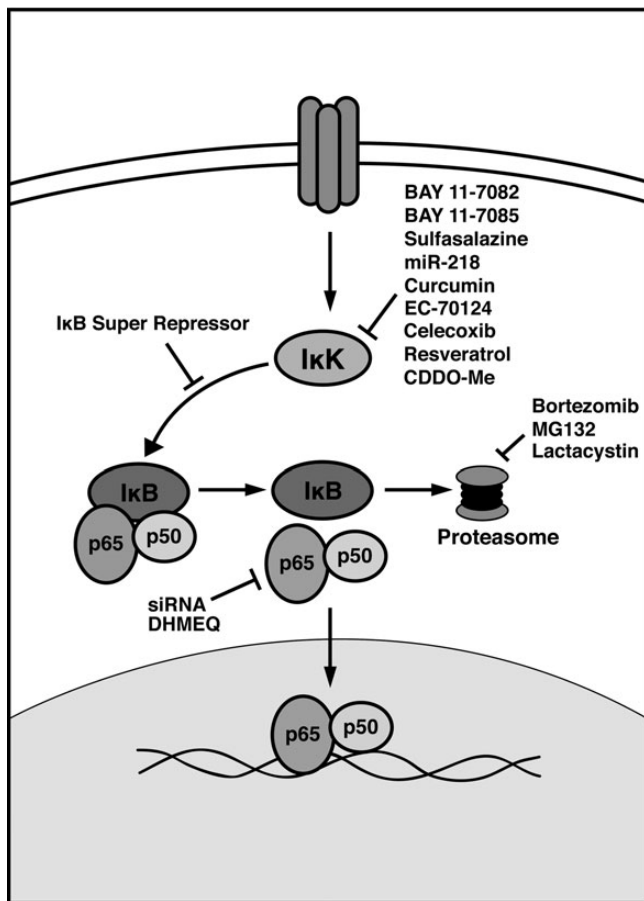 BAY 11-7082
BAY 11-7085
Sulfasalazine
miR-218
Curcumin
EC-70124
Celecoxib
Resveratrol
CDDO-Me
IκB Super Repressor
IκK
Bortezomib
MG132
Lactacystin
IκB
p65
p50
IκB
p65
p50
Proteasome
siRNA
DHMEQ
p65
p50